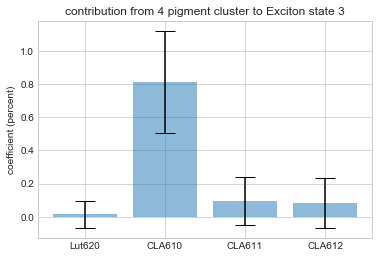 contribution from 4 pigment cluster to Exciton state 3
coefficient (percent)
1.0
0.8
0.6
0.4
0.2
0.0
Lut620 CLA610 CLA611 CLA612